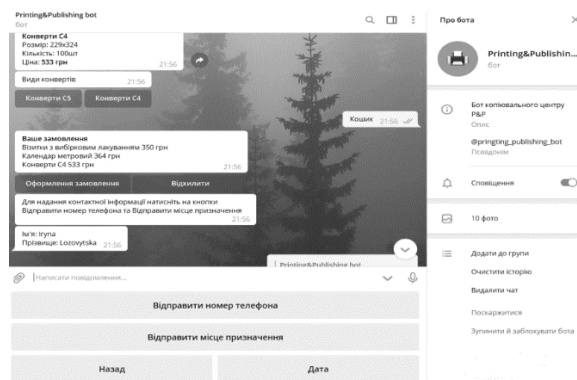 Printing&Publishing bot
бот
Конверти С4
Розмір: 229x324
Кількість: 100шт
Ціна: 533 грн
21:56
Види конвертів
21:56
Конверти С5
Конверти С4
Кошик 21:56
Ваше замовлення
Візитки з вибірковим лакуванням 350 грн
Календар метровий 364 грн
Конверти С4 533 грн
21:56
Оформлення замовлення
Відхилити
Для надання контактної інформації натисніть на кнопки
Відправити номер телефона та Відправити місце призначення
21:56
Ім'я: Iryna
Прізвище: Lozovytska 21:56
Printing&Publishing bot
Написати повідомлення...
Відправити номер телефона
Відправити місце призначення
Назад
Дата
Про бота
Printing&Publishin...
бот
Бот копіювального центру
P&P
Опис
@pringting_publishing_bot
Псевдонім
Сповіщення
10 фото
Додати до групи
Очистити історію
Видалити чат
Поскаржитися
Зупинити й заблокувати бота